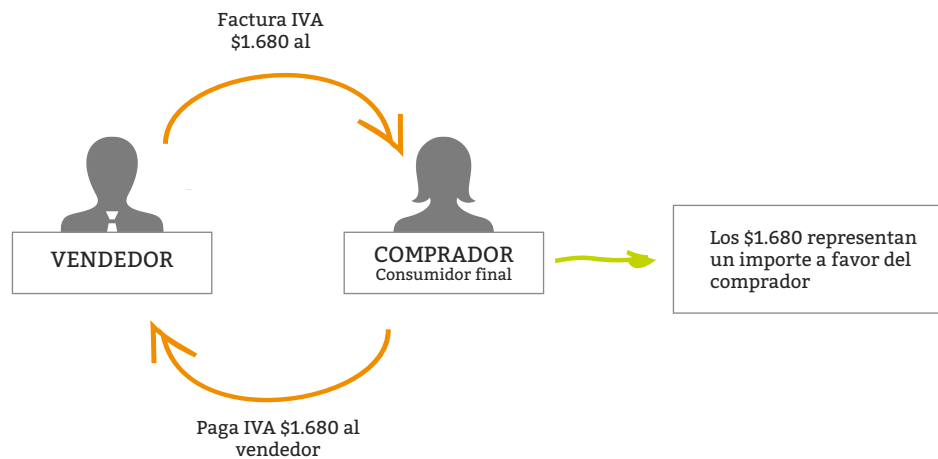 Factura IVA
$1.680 al
VENDEDOR
COMPRADOR
Consumidor final
Los $1.680 representan
un importe a favor del
comprador
Paga IVA $1.680 al
vendedor